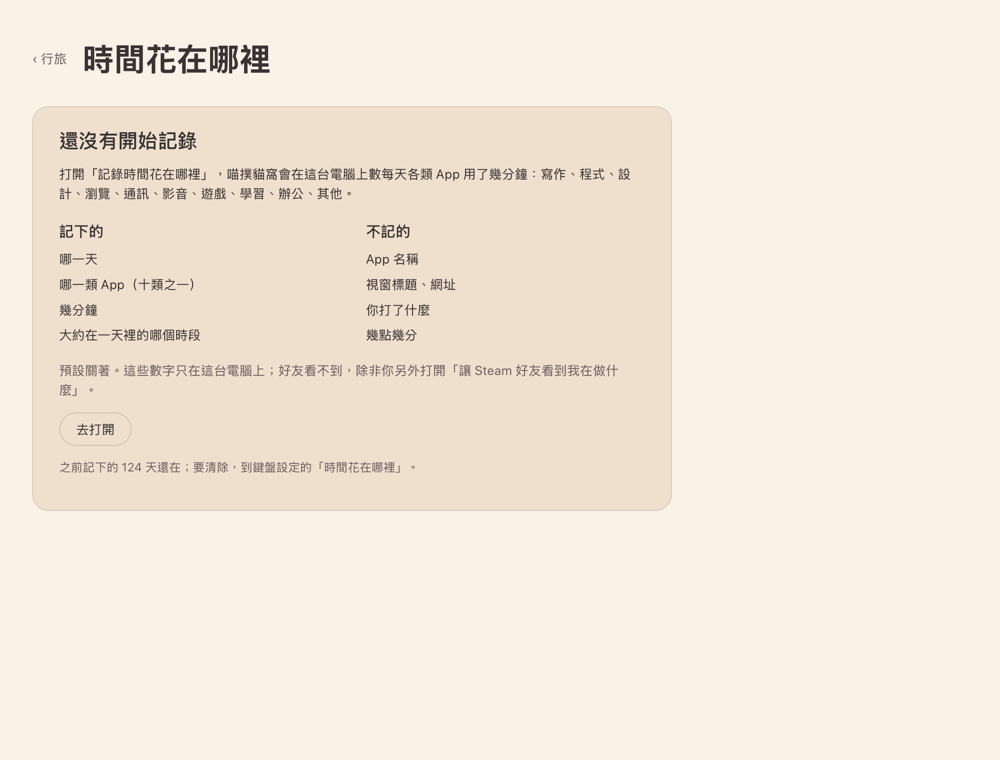 ‹ 行旅
時間花在哪裡
還沒有開始記錄
打開「記錄時間花在哪裡」，喵撲貓窩會在這台電腦上數每天各類 App 用了幾分鐘：寫作、程式、設
計、瀏覽、通訊、影音、遊戲、學習、辦公、其他。
記下的
哪一天
哪一類 App（十類之一）
幾分鐘
大約在一天裡的哪個時段
不記的
App 名稱
視窗標題、網址
你打了什麼
幾點幾分
預設關著。這些數字只在這台電腦上；好友看不到，除非你另外打開「讓 Steam 好友看到我在做什
麼」。
去打開
之前記下的 124 天還在；要清除，到鍵盤設定的「時間花在哪裡」。